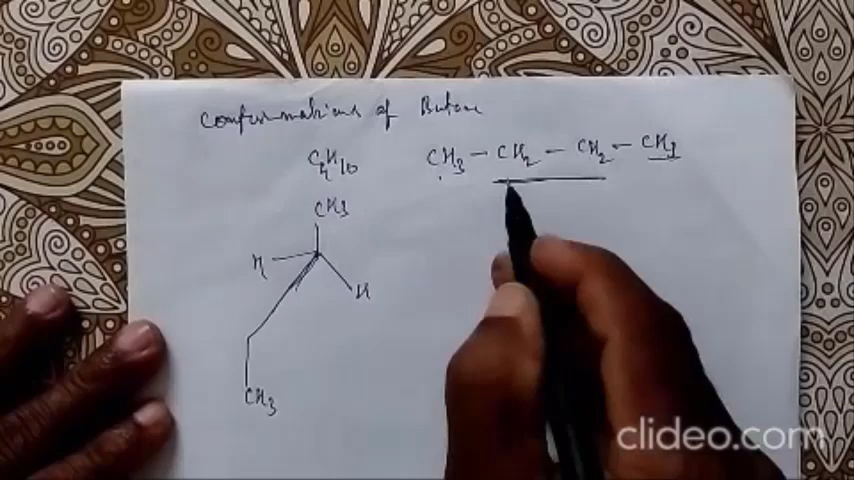 Conformations of Butane
C4H10
CH3 - CH2 - CH2 - CH3
CH3
H
H
CH3
clideo.com